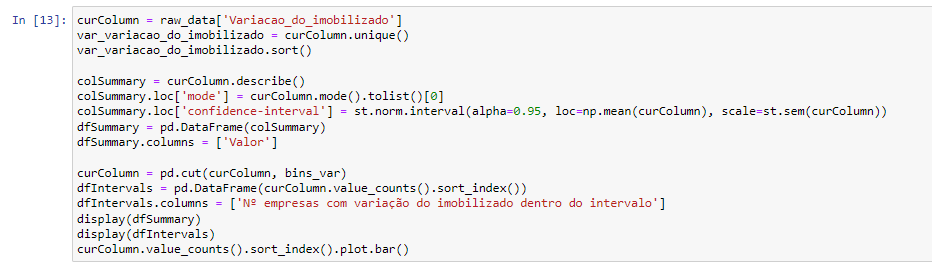 In [13]: curColumn = raw_data['Variacao_do_imobilizado']
var_variacao_do_imobilizado = curColumn.unique()
var_variacao_do_imobilizado.sort()
colSummary = curColumn.describe()
colSummary.loc['mode'] = curColumn.mode().tolist()[0]
colSummary.loc['confidence-interval'] = st.norm.interval(alpha=0.95, loc=np.mean(curColumn), scale=st.sem(curColumn))
dfSummary = pd.DataFrame(colSummary)
dfSummary.columns = ['Valor']
curColumn = pd.cut(curColumn, bins_var)
dfIntervals = pd.DataFrame(curColumn.value_counts().sort_index())
dfIntervals.columns = ['Nº empresas com variação do imobilizado dentro do intervalo']
display(dfSummary)
display(dfIntervals)
curColumn.value_counts().sort_index().plot.bar()